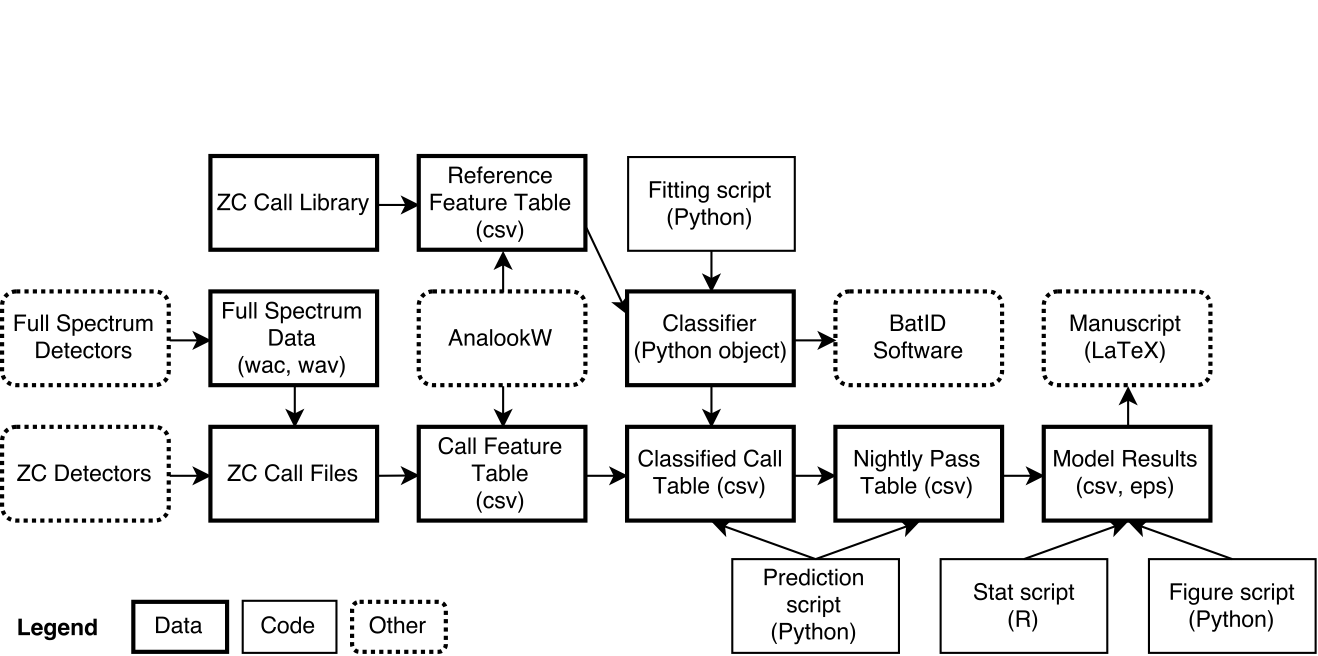 ZC Call Library
Reference
Feature Table
(csv)
Fitting script
(Python)
Full Spectrum
Detectors
Full Spectrum
Data
(wac, wav)
AnalookW
Classifier
(Python object)
BatID
Software
Manuscript
(LaTeX)
ZC Detectors
ZC Call Files
Call Feature
Table
(csv)
Classified Call
Table (csv)
Nightly Pass
Table (csv)
Model Results
(csv, eps)
Prediction
script
(Python)
Stat script
(R)
Figure script
(Python)
Legend
Data
Code
Other